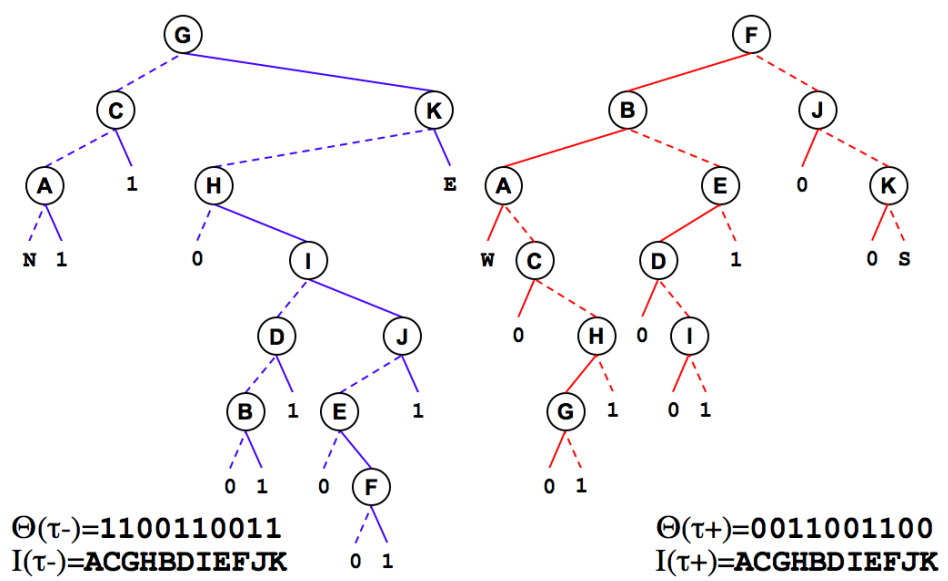 G F
C K B J
A 1 H E A E 0 K
N 1 0 I W C D 1 0 S
D J 0 H 0 I
B 1 E 1 G 1 0 1
0 1 0 F 0 1
Θ(τ-)=1100110011 0 1 Θ(τ+)=0011001100
I(τ-)=ACGHBDIEFJK I(τ+)=ACGHBDIEFJK